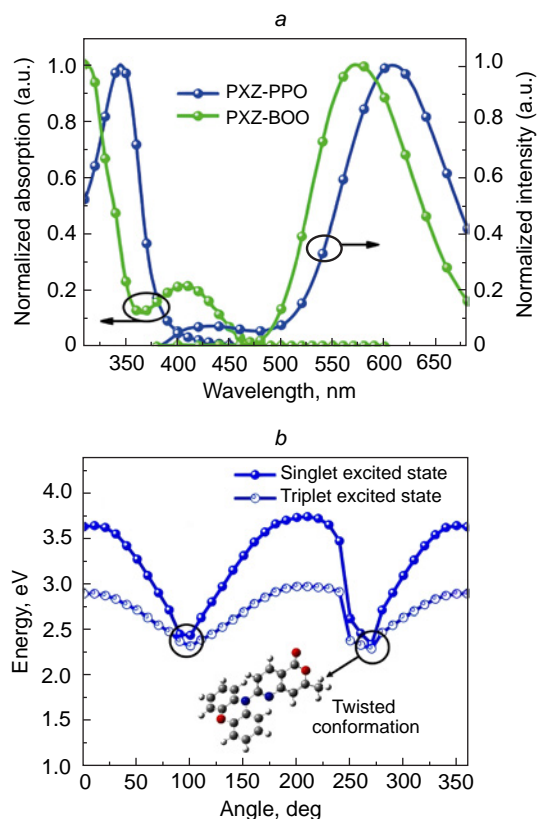 a
1.0
0.8
0.6
0.4
0.2
0
Normalized absorption (a.u.)
PXZ-PPO
PXZ-BOO
1.0
0.8
0.6
0.4
0.2
0
Normalized intensity (a.u.)
350 400 450 500 550 600 650
Wavelength, nm
b
4.0
3.5
3.0
2.5
2.0
1.5
1.0
Energy, eV
Singlet excited state
Triplet excited state
Twisted
conformation
0 50 100 150 200 250 300 350
Angle, deg